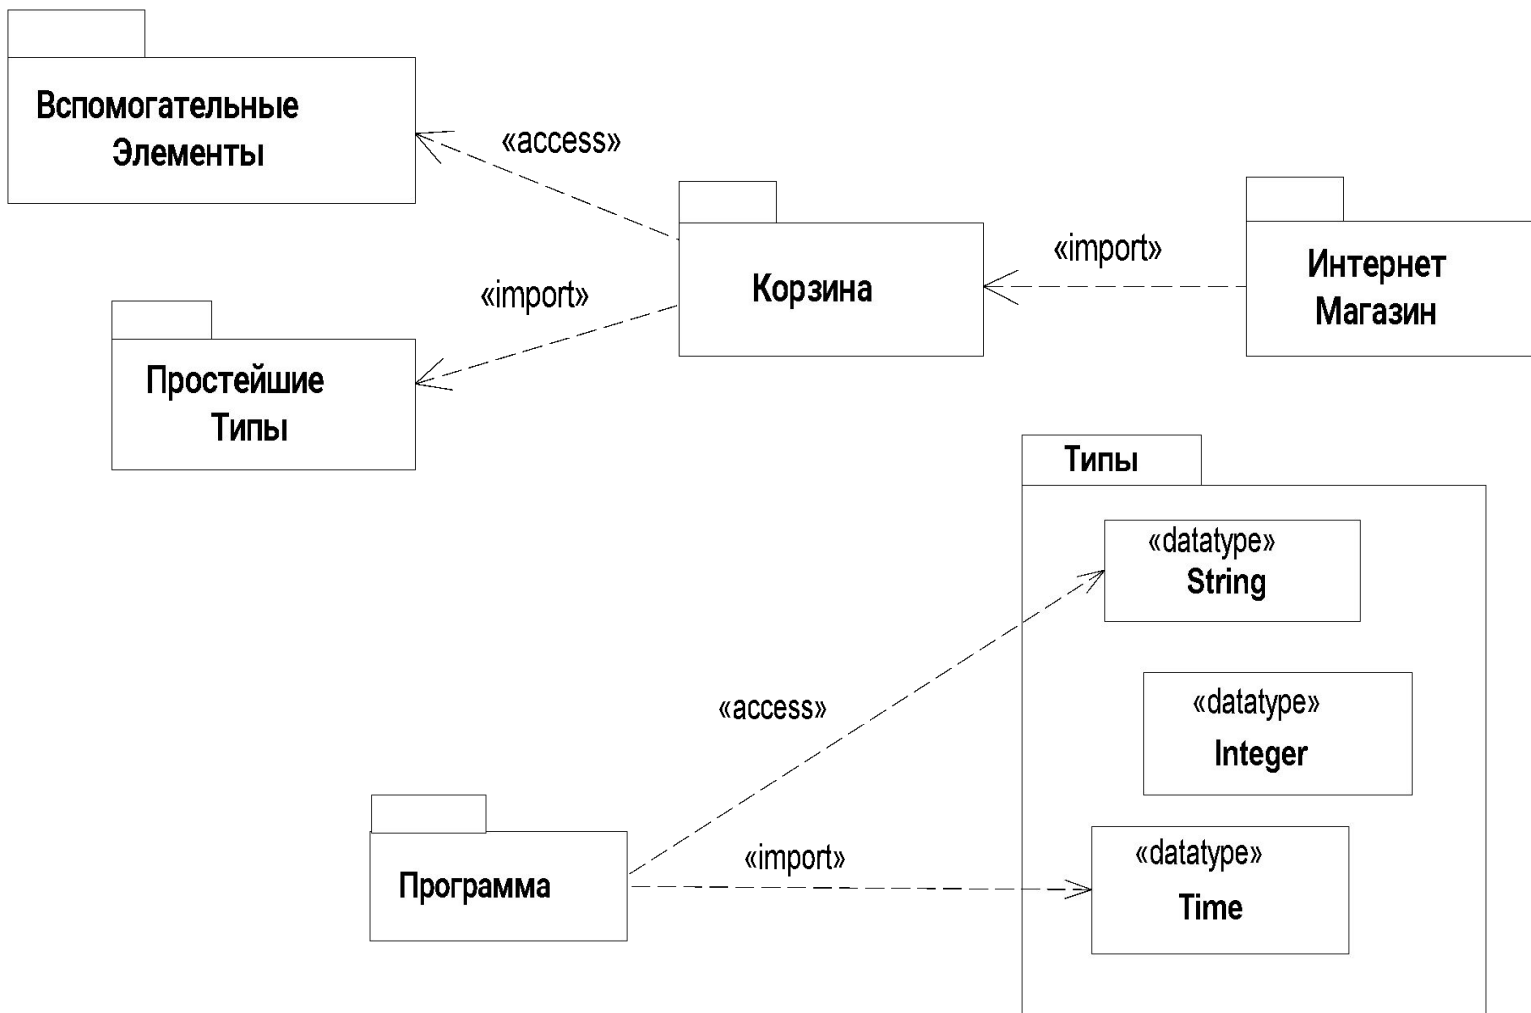 Вспомогательные
Элементы
«access»
«import»
Простейшие
Типы
Корзина
«import»
Интернет
Магазин
Типы
«datatype»
String
«datatype»
Integer
«datatype»
Time
«access»
«import»
Программа